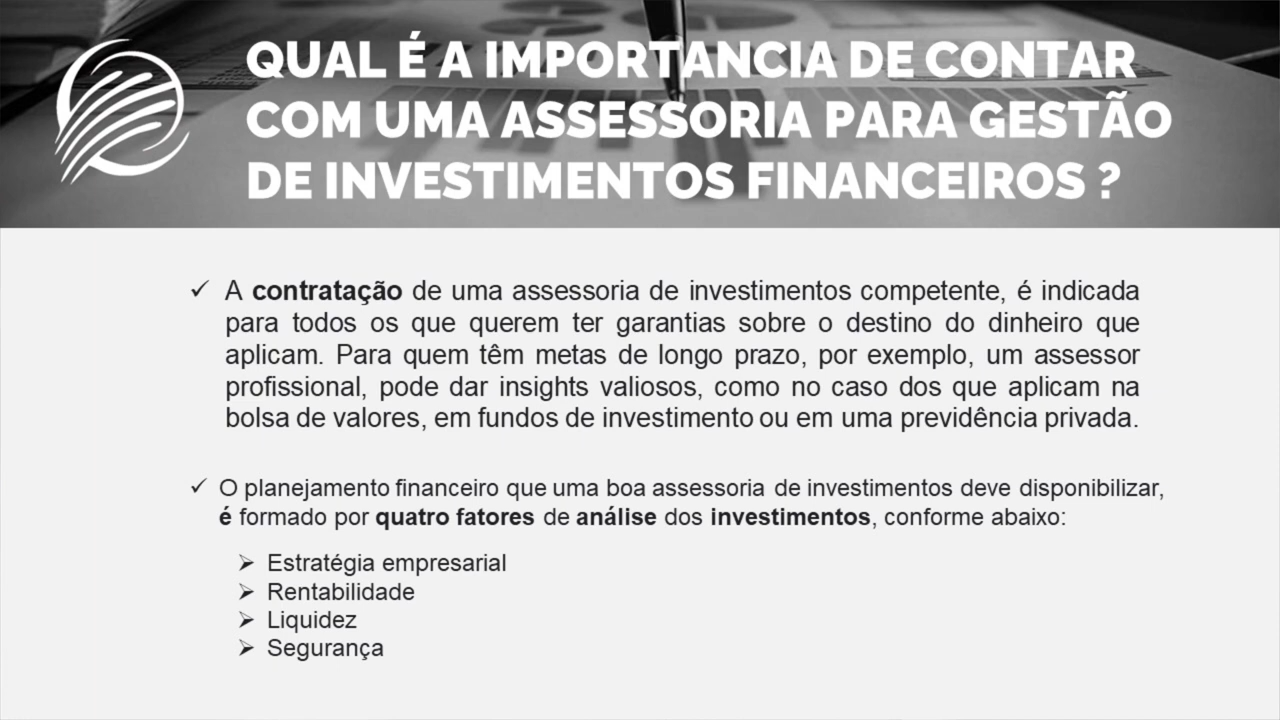 QUAL É A IMPORTANCIA DE CONTAR
COM UMA ASSESSORIA PARA GESTÃO
DE INVESTIMENTOS FINANCEIROS ?
✓ A contratação de uma assessoria de investimentos competente, é indicada
para todos os que querem ter garantias sobre o destino do dinheiro que
aplicam. Para quem têm metas de longo prazo, por exemplo, um assessor
profissional, pode dar insights valiosos, como no caso dos que aplicam na
bolsa de valores, em fundos de investimento ou em uma previdência privada.
✓ O planejamento financeiro que uma boa assessoria de investimentos deve disponibilizar,
é formado por quatro fatores de análise dos investimentos, conforme abaixo:
➢ Estratégia empresarial
➢ Rentabilidade
➢ Liquidez
➢ Segurança